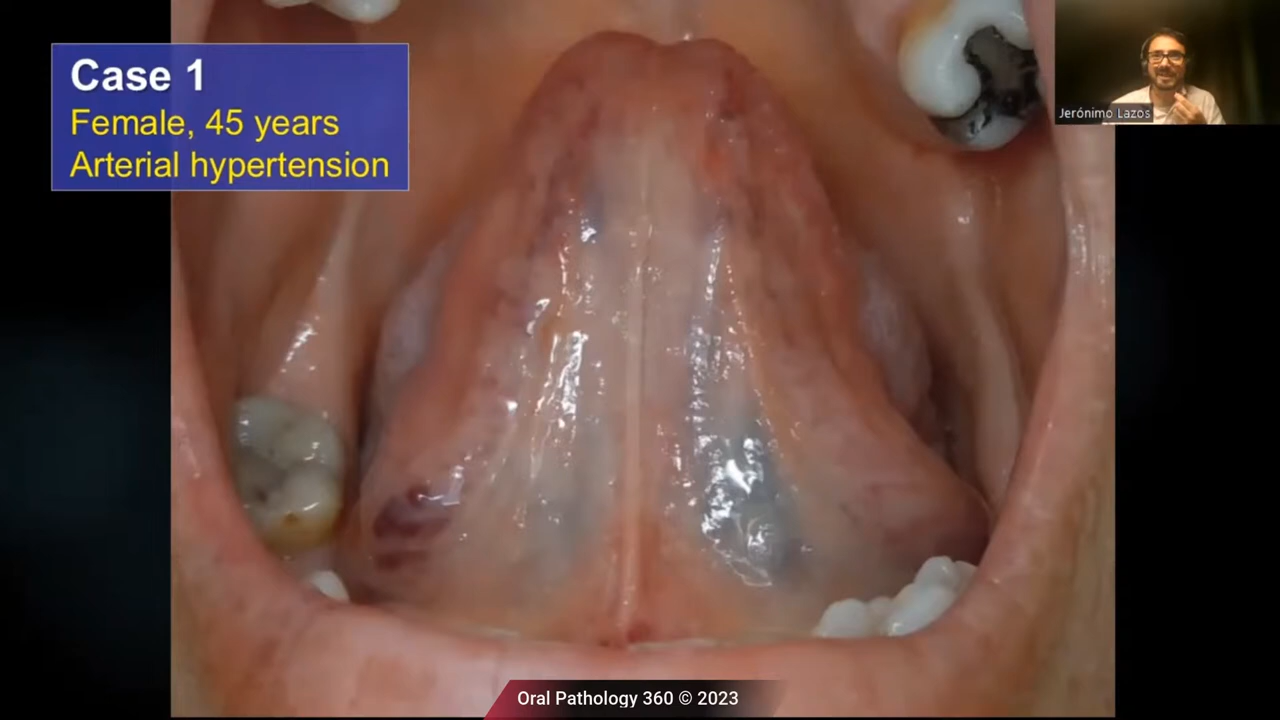 Case 1
Female, 45 years
Arterial hypertension
Jerónimo Lazos
Oral Pathology 360 © 2023